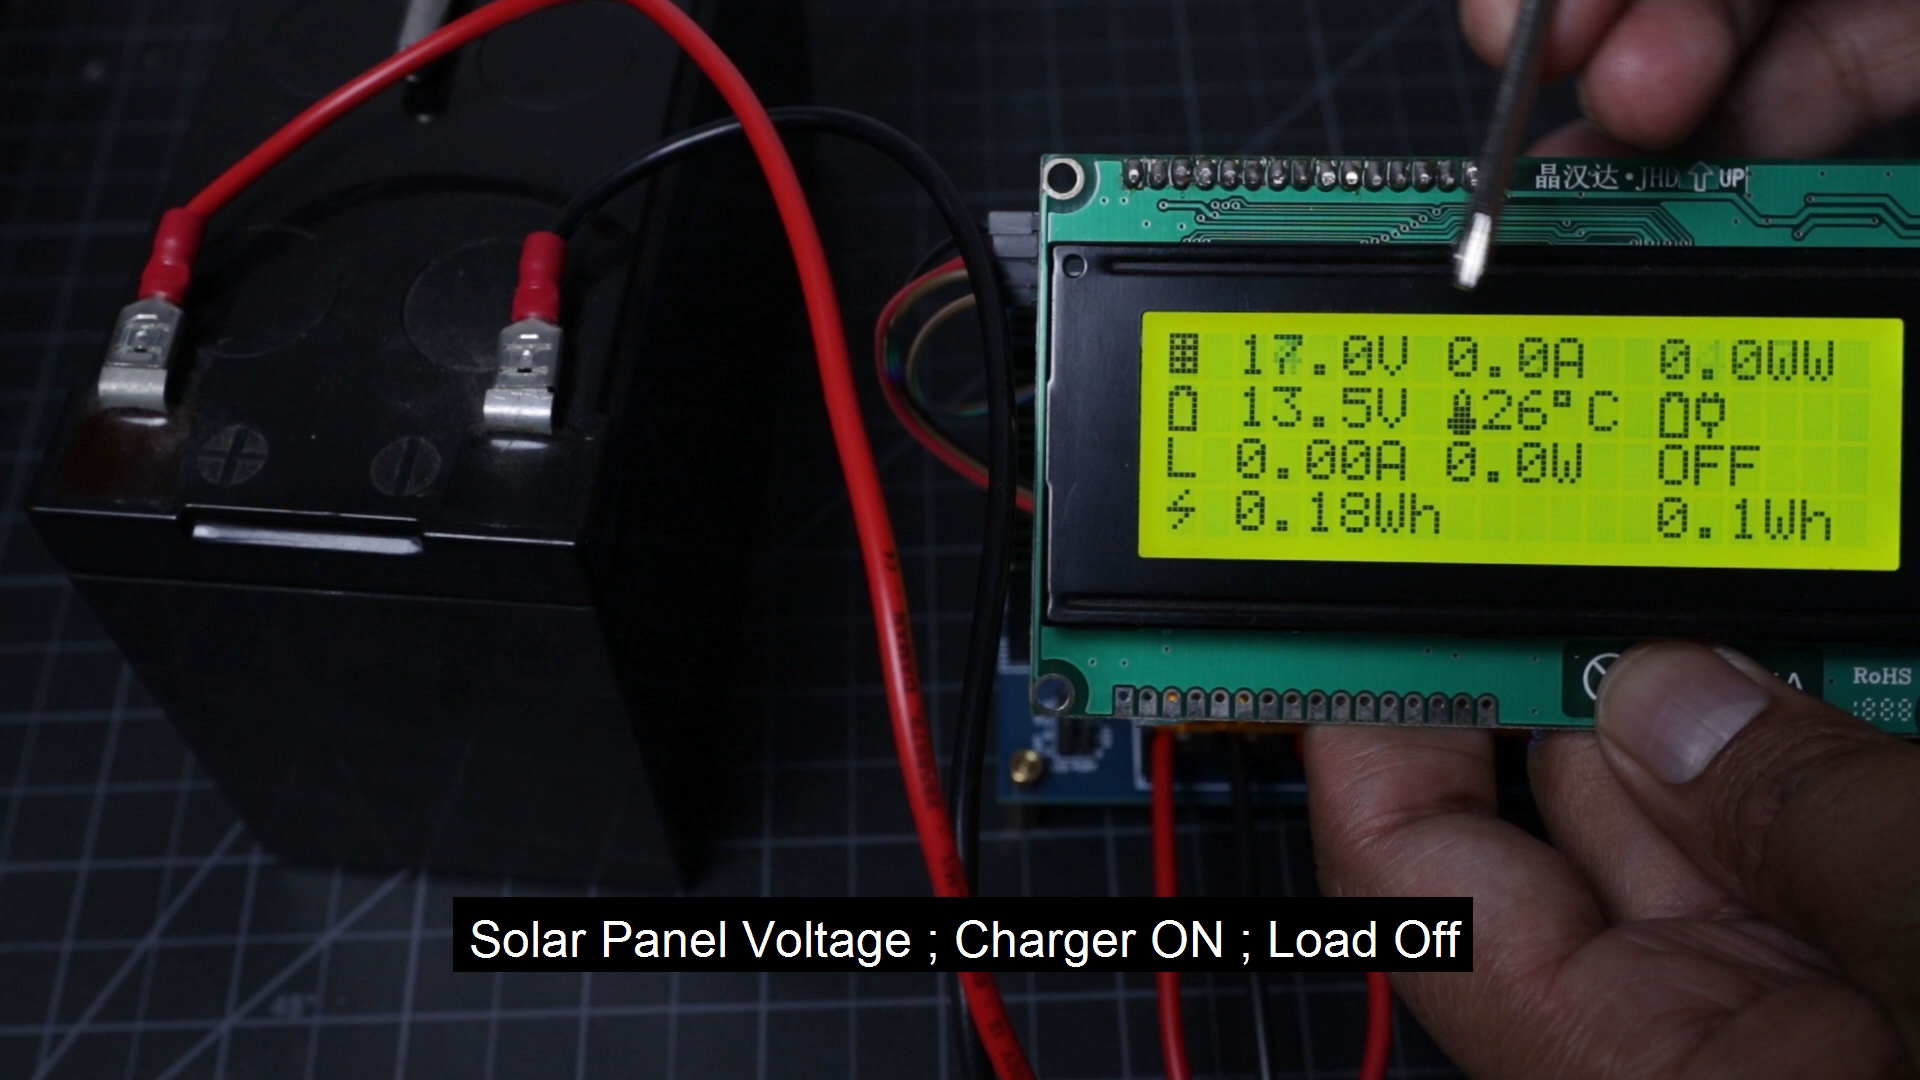 晶汉达·JHD UP
17.0V 0.0A 0.0WW
13.5V 26°C
L 0.00A 0.0W OFF
0.18Wh 0.1Wh
RoHS
Solar Panel Voltage ; Charger ON ; Load Off